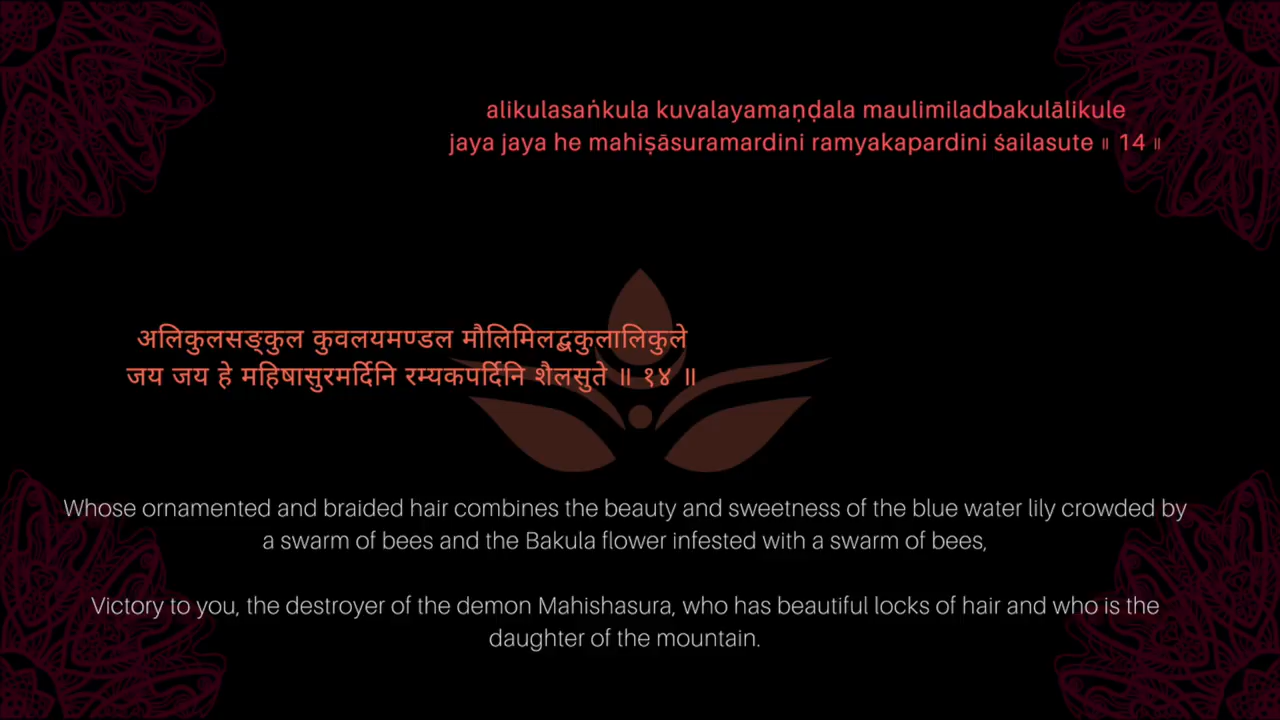 alikulasaṅkula kuvalayamaṇḍala maulimiladbakulālikule
jaya jaya he mahiṣāsuramardini ramyakapardini śailasute ॥ 14 ॥
अलिकुलसङ्कुल कुवलयमण्डल मौलिमिलद्बकुलालिकुले
जय जय हे महिषासुरमर्दिनि रम्यकपर्दिनि शैलसुते ॥ १४ ॥
Whose ornamented and braided hair combines the beauty and sweetness of the blue water lily crowded by
a swarm of bees and the Bakula flower infested with a swarm of bees,
Victory to you, the destroyer of the demon Mahishasura, who has beautiful locks of hair and who is the
daughter of the mountain.